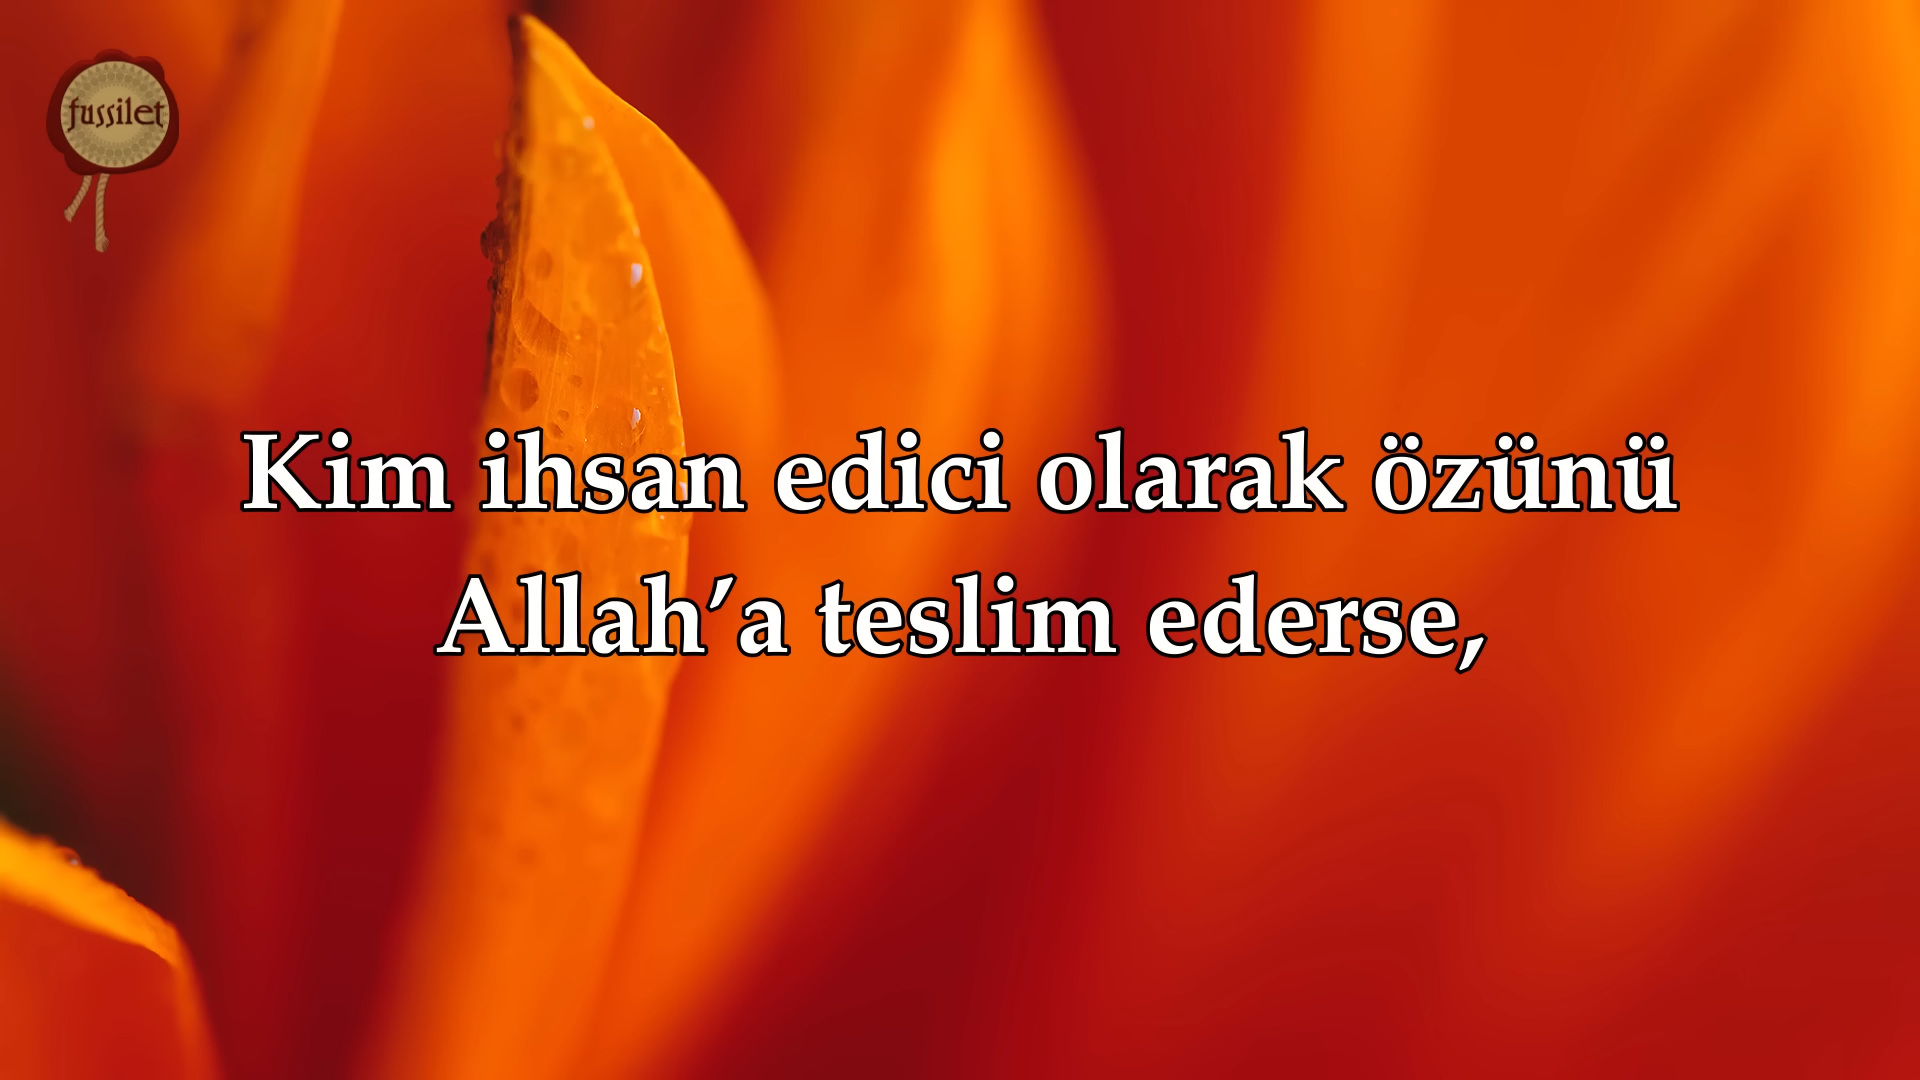 fussilet
Kim ihsan edici olarak özünü
Allah’a teslim ederse,